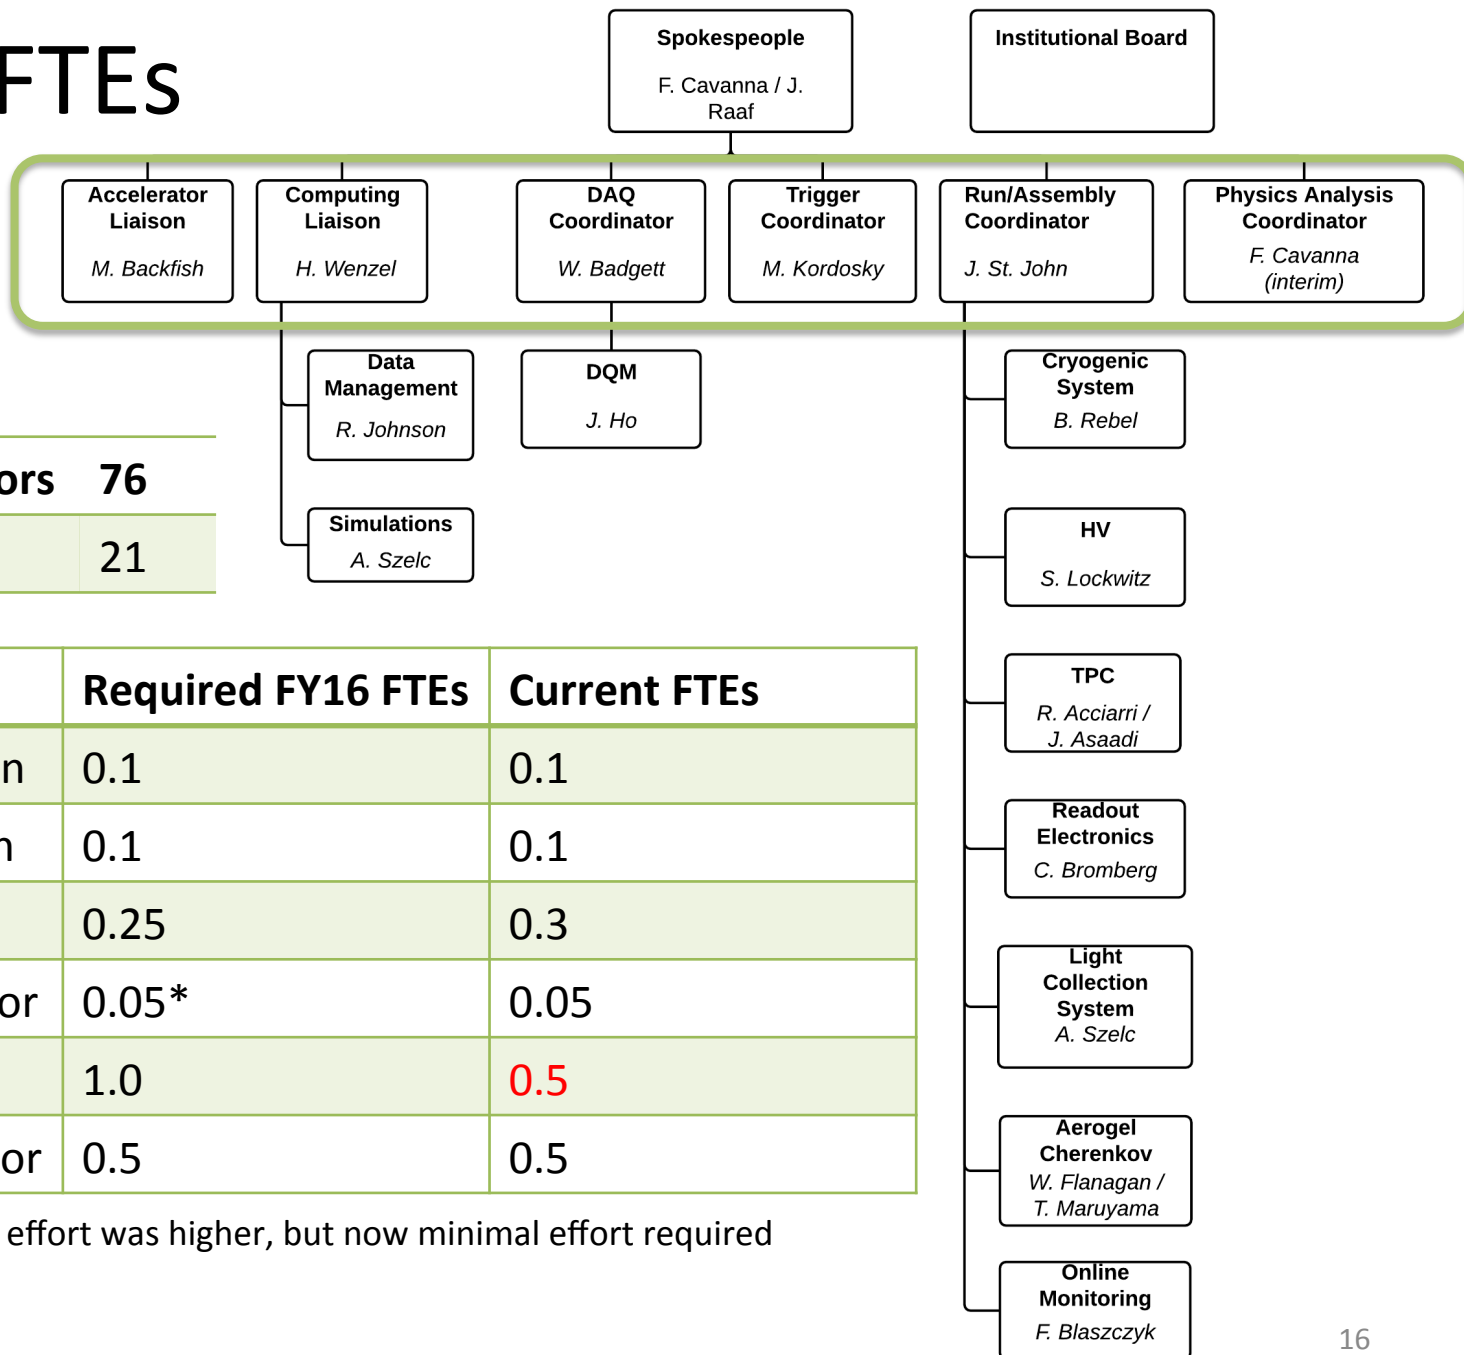 FTEs
Spokespeople
F. Cavanna / J.
Raaf
Institutional Board
Accelerator
Liaison
M. Backfish
Computing
Liaison
H. Wenzel
DAQ
Coordinator
W. Badgett
Trigger
Coordinator
M. Kordosky
Run/Assembly
Coordinator
J. St. John
Physics Analysis
Coordinator
F. Cavanna
(interim)
Data
Management
R. Johnson
Simulations
A. Szelc
DQM
J. Ho
Cryogenic
System
B. Rebel
HV
S. Lockwitz
TPC
R. Acciarri /
J. Asaadi
Readout
Electronics
C. Bromberg
Light
Collection
System
A. Szelc
Aerogel
Cherenkov
W. Flanagan /
T. Maruyama
Online
Monitoring
F. Blaszczyk
ors 76
21
Required FY16 FTEs Current FTEs
n 0.1 0.1
0.1 0.1
0.25 0.3
or 0.05* 0.05
1.0 0.5
or 0.5 0.5
effort was higher, but now minimal effort required
16